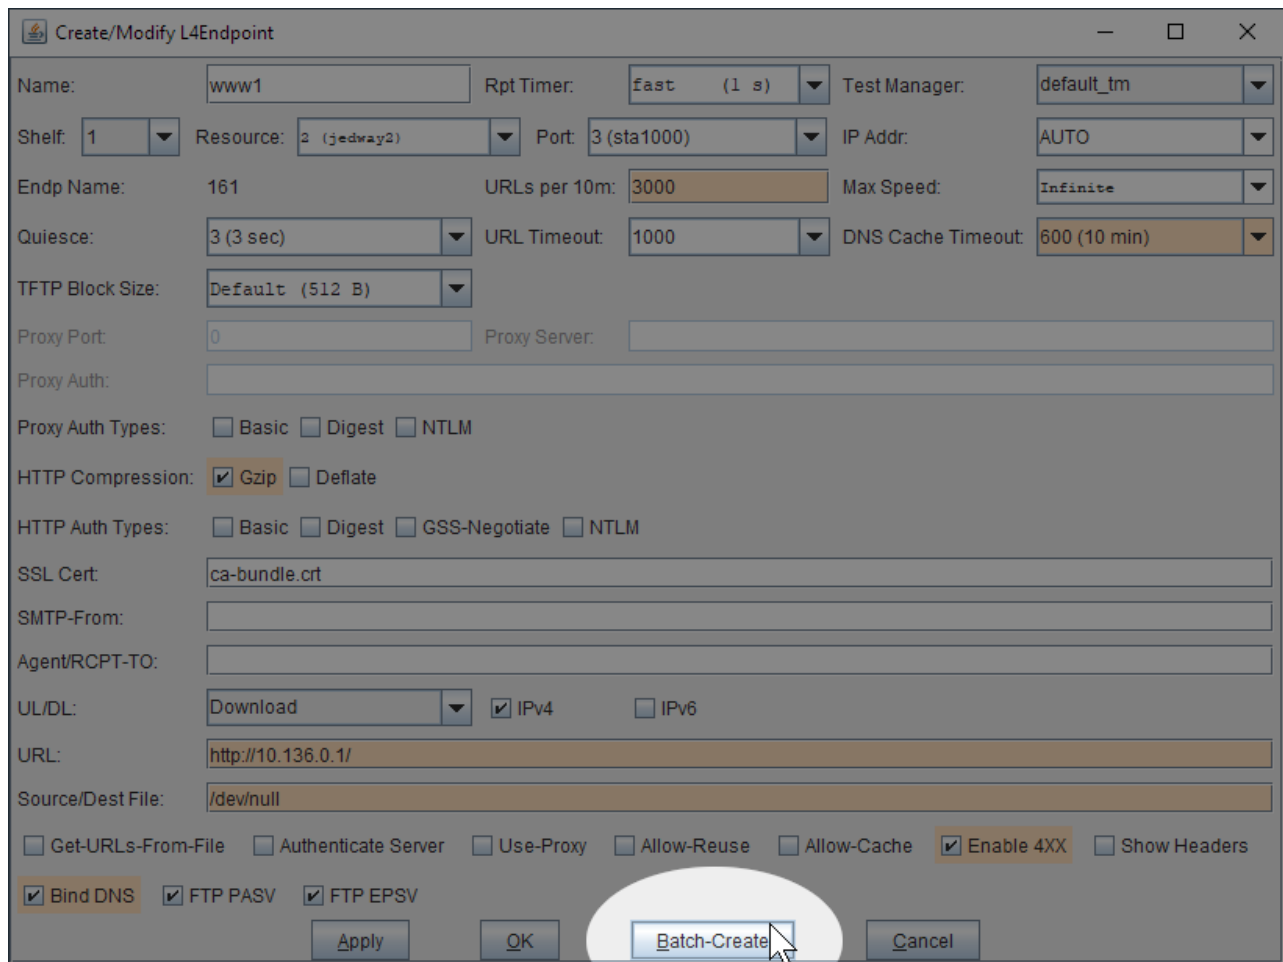 Create/Modify L4Endpoint
Name: www1 Rpt Timer: fast (1 s) Test Manager: default_tm
Shelf: 1 Resource: 2 (jedway2) Port: 3 (sta1000) IP Addr: AUTO
Endp Name: 161 URLs per 10m: 3000 Max Speed: Infinite
Quiesce: 3 (3 sec) URL Timeout: 1000 DNS Cache Timeout: 600 (10 min)
TFTP Block Size: Default (512 B)
Proxy Port: 0 Proxy Server:
Proxy Auth:
Proxy Auth Types: Basic Digest NTLM
HTTP Compression: Gzip Deflate
HTTP Auth Types: Basic Digest GSS-Negotiate NTLM
SSL Cert: ca-bundle.crt
SMTP-From:
Agent/RCPT-TO:
UL/DL: Download IPv4 IPv6
URL: http://10.136.0.1/
Source/Dest File: /dev/null
Get-URLs-From-File Authenticate Server Use-Proxy Allow-Reuse Allow-Cache Enable 4XX Show Headers
Bind DNS FTP PASV FTP EPSV
Apply OK Batch-Create Cancel